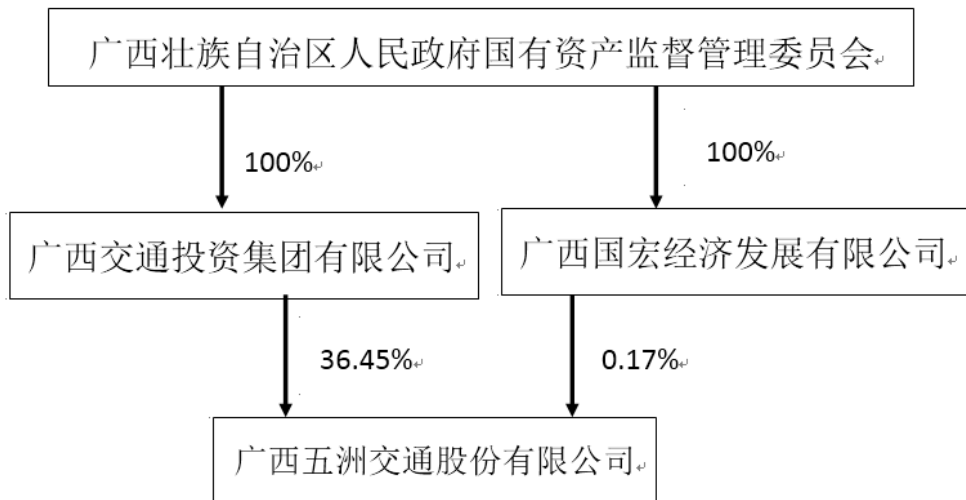 广西壮族自治区人民政府国有资产监督管理委员会
100%
100%
广西交通投资集团有限公司
广西国宏经济发展有限公司
36.45%
0.17%
广西五洲交通股份有限公司